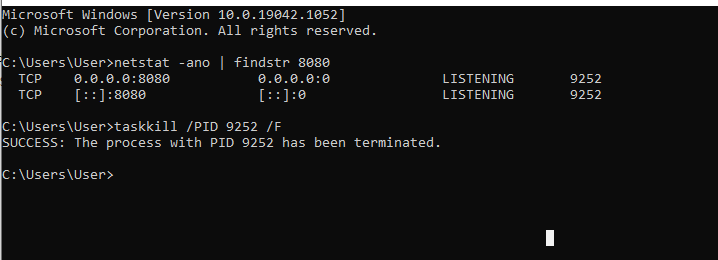 Microsoft Windows [Version 10.0.19042.1052]
(c) Microsoft Corporation. All rights reserved.
C:\Users\User>netstat -ano | findstr 8080
TCP    0.0.0.0:8080           0.0.0.0:0              LISTENING       9252
TCP    [::]:8080              [::]:0                 LISTENING       9252
C:\Users\User>taskkill /PID 9252 /F
SUCCESS: The process with PID 9252 has been terminated.
C:\Users\User>